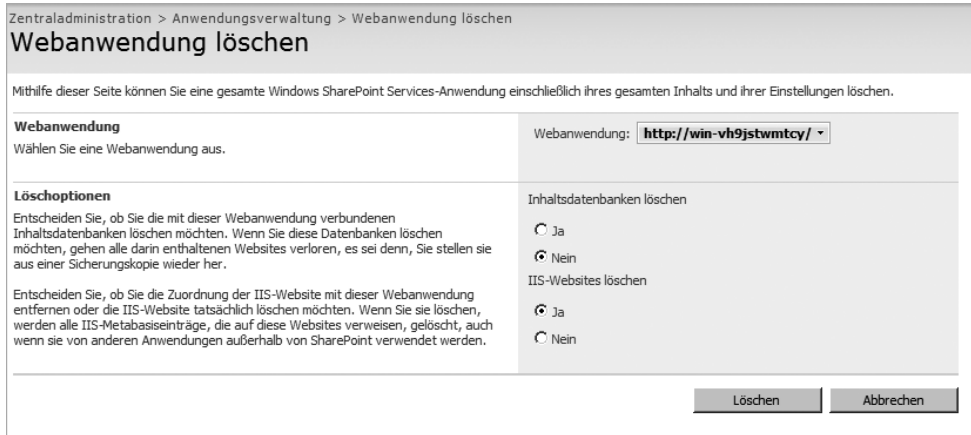 Zentraladministration > Anwendungsverwaltung > Webanwendung löschen
Webanwendung löschen
Mithilfe dieser Seite können Sie eine gesamte Windows SharePoint Services-Anwendung einschließlich ihres gesamten Inhalts und ihrer Einstellungen löschen.
Webanwendung
Wählen Sie eine Webanwendung aus.
Webanwendung: http://win-vh9jstwmtcy/
Löschoptionen
Entscheiden Sie, ob Sie die mit dieser Webanwendung verbundenen
Inhaltsdatenbanken löschen möchten. Wenn Sie diese Datenbanken löschen
möchten, gehen alle darin enthaltenen Websites verloren, es sei denn, Sie stellen sie
aus einer Sicherungskopie wieder her.
Entscheiden Sie, ob Sie die Zuordnung der IIS-Website mit dieser Webanwendung
entfernen oder die IIS-Website tatsächlich löschen möchten. Wenn Sie sie löschen,
werden alle IIS-Metabasiseinträge, die auf diese Websites verweisen, gelöscht, auch
wenn sie von anderen Anwendungen außerhalb von SharePoint verwendet werden.
Inhaltsdatenbanken löschen
Ja
Nein
IIS-Websites löschen
Ja
Nein
Löschen
Abbrechen